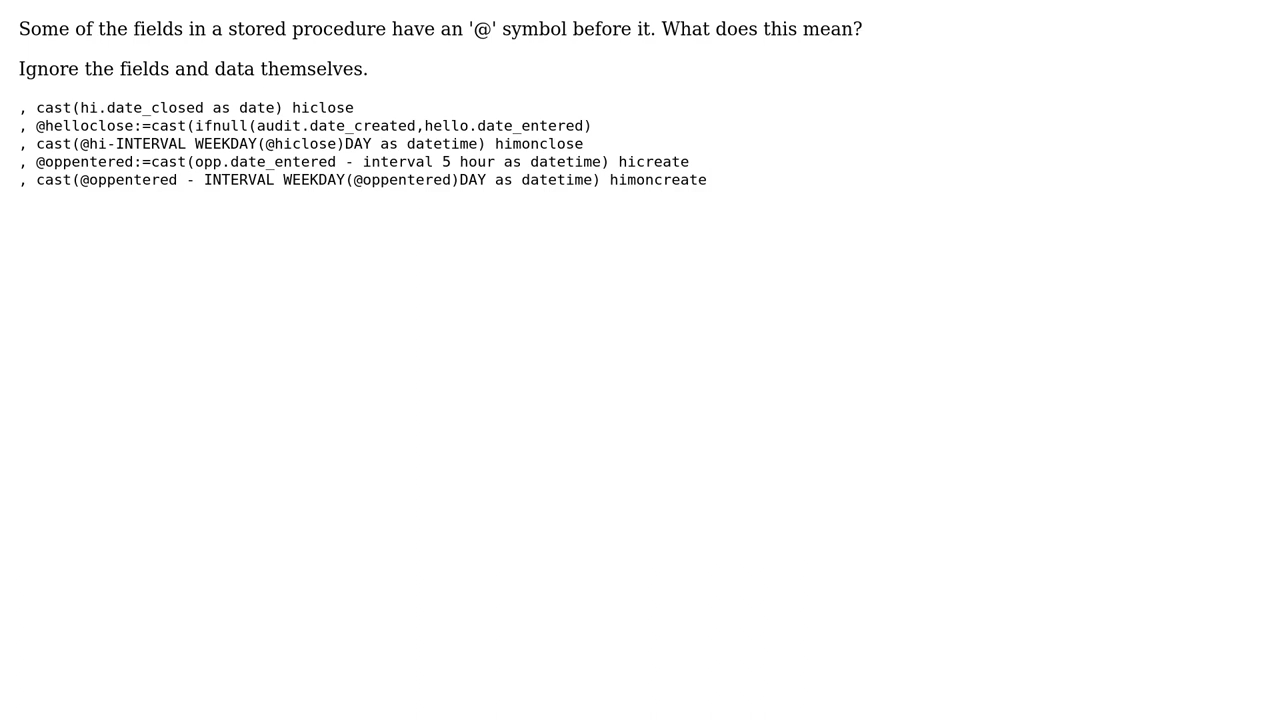 Some of the fields in a stored procedure have an '@' symbol before it. What does this mean?
Ignore the fields and data themselves.
, cast(hi.date_closed as date) hiclose
, @helloclose:=cast(ifnull(audit.date_created,hello.date_entered)
, cast(@hi-INTERVAL WEEKDAY(@hiclose)DAY as datetime) himonclose
, @oppentered:=cast(opp.date_entered - interval 5 hour as datetime) hicreate
, cast(@oppentered - INTERVAL WEEKDAY(@oppentered)DAY as datetime) himoncreate